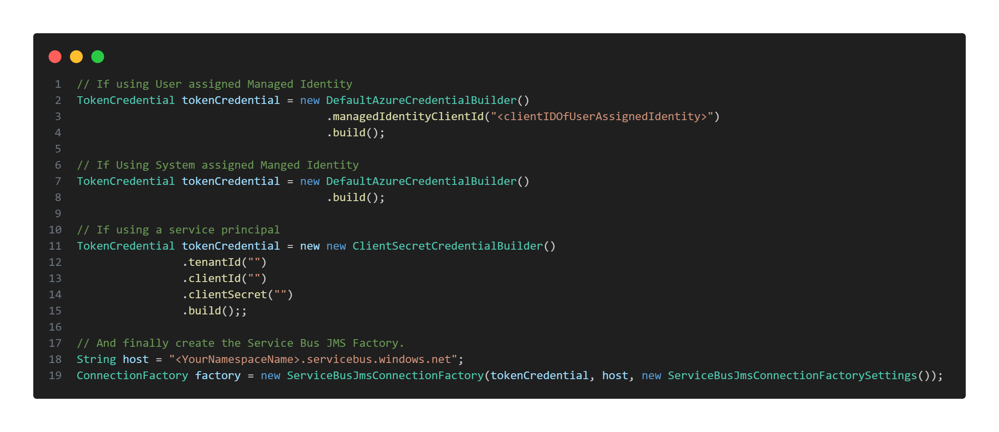 1 // If using User assigned Managed Identity
2 TokenCredential tokenCredential = new DefaultAzureCredentialBuilder()
3 .managedIdentityClientId("<clientIDOfUserAssignedIdentity>")
4 .build();
5
6 // If Using System assigned Manged Identity
7 TokenCredential tokenCredential = new DefaultAzureCredentialBuilder()
8 .build();
9
10 // If using a service principal
11 TokenCredential tokenCredential = new new ClientSecretCredentialBuilder()
12 .tenantId("")
13 .clientId("")
14 .clientSecret("")
15 .build();;
16
17 // And finally create the Service Bus JMS Factory.
18 String host = "<YourNamespaceName>.servicebus.windows.net";
19 ConnectionFactory factory = new ServiceBusJmsConnectionFactory(tokenCredential, host, new ServiceBusJmsConnectionFactorySettings());